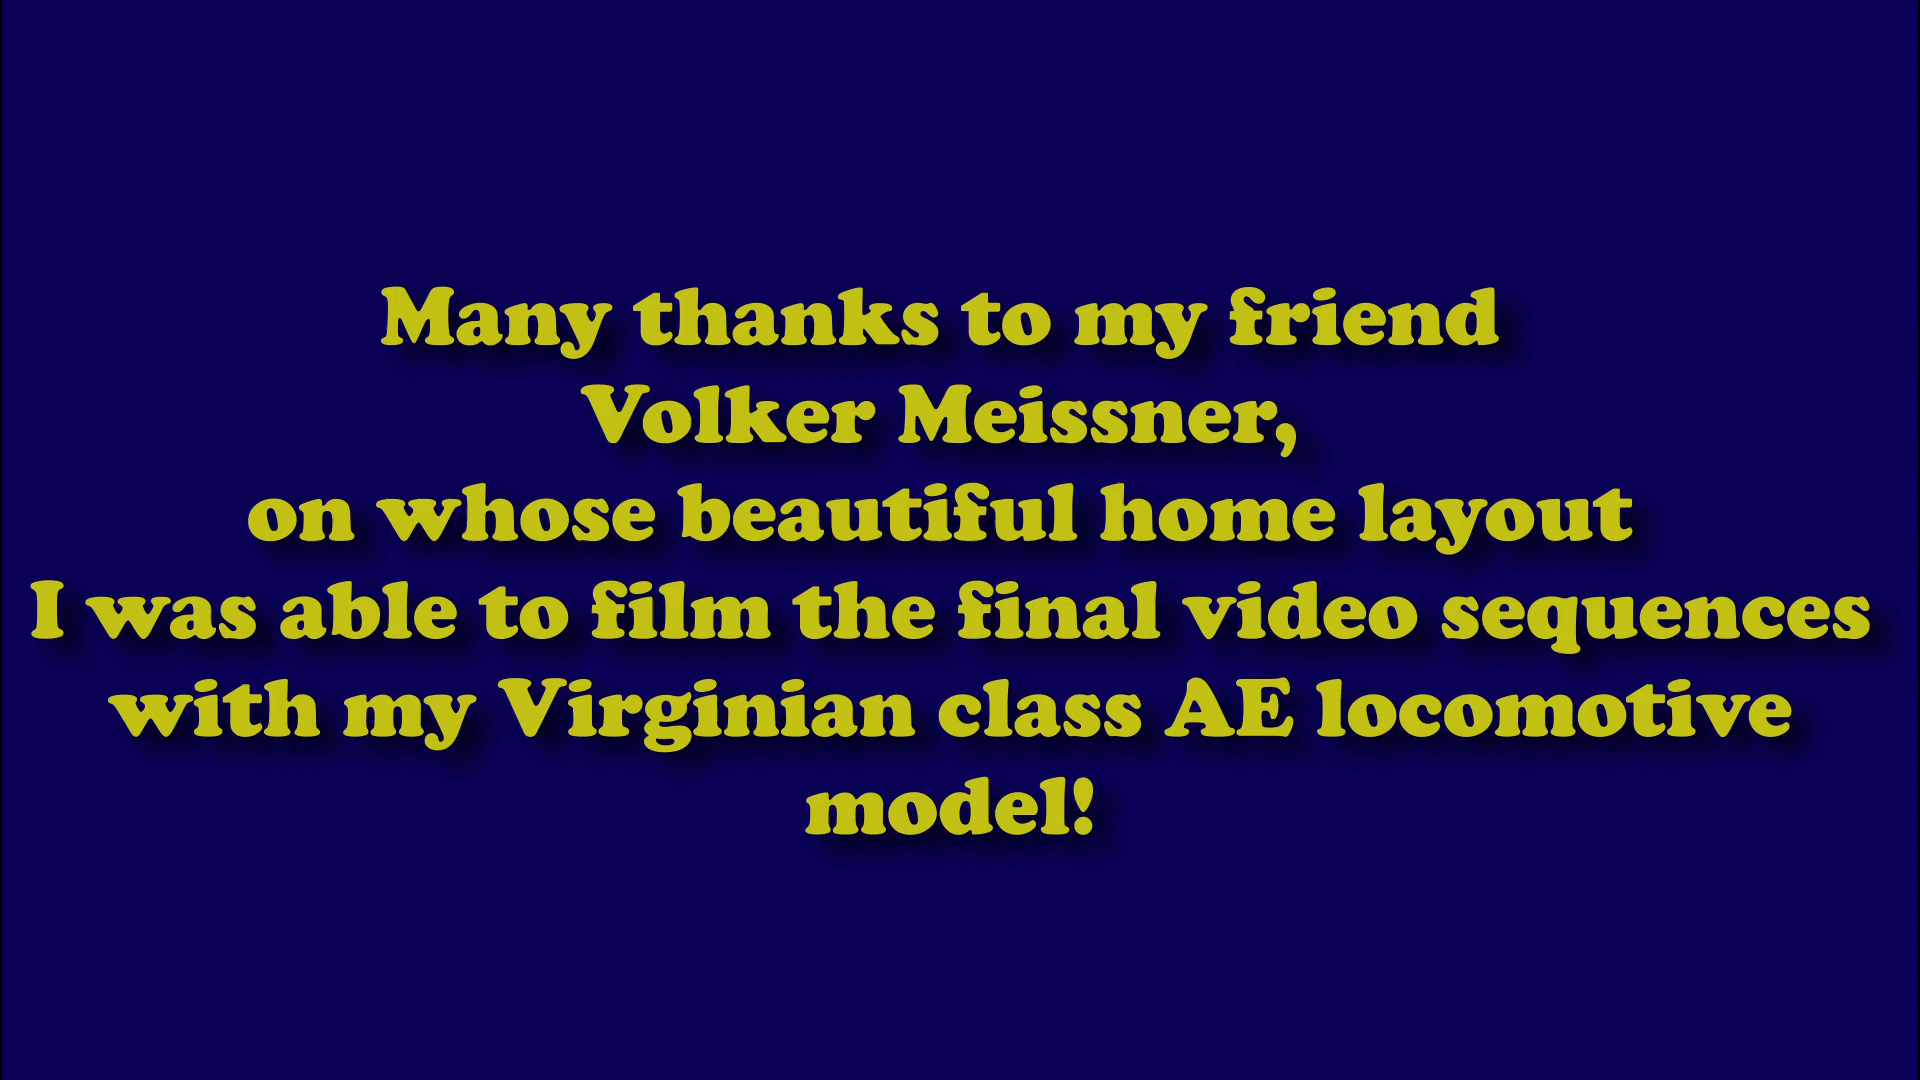 Many thanks to my friend
Volker Meissner,
on whose beautiful home layout
I was able to film the final video sequences
with my Virginian class AE locomotive
model!